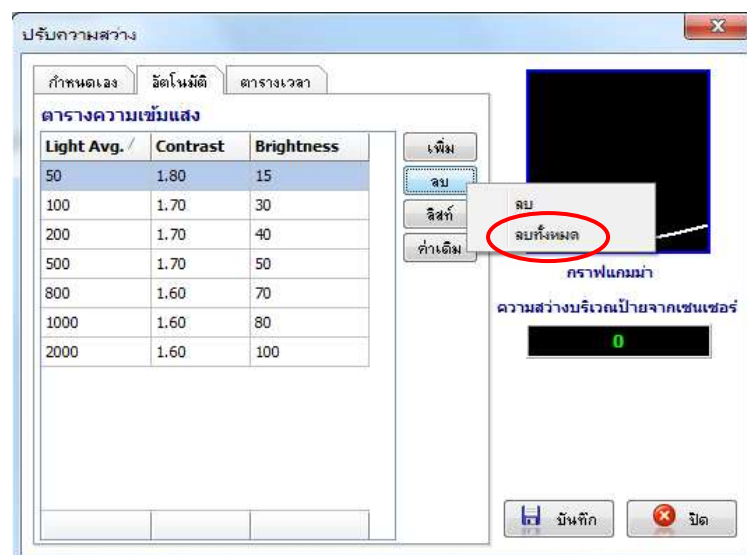 ปรับความสว่าง
กำหนดเอง อัตโนมัติ ตารางเวลา
ตารางความเข้มแสง
Light Avg. Contrast Brightness
50 1.80 15
100 1.70 30
200 1.70 40
500 1.70 50
800 1.60 70
1000 1.60 80
2000 1.60 100
เพิ่ม
ลบ
ลิสท์
ค่าเดิม
ลบ
ลบทั้งหมด
กราฟแกมม่า
ความสว่างบริเวณป้ายจากเซนเซอร์
0
บันทึก ปิด